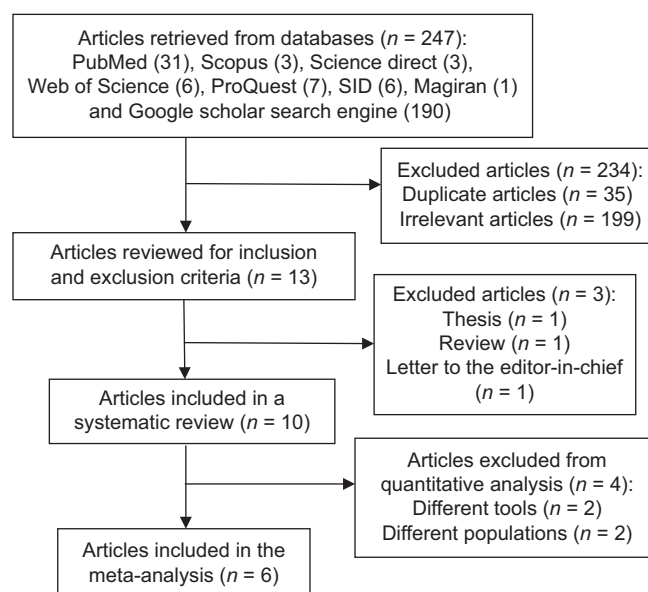 Articles retrieved from databases (n = 247):
PubMed (31), Scopus (3), Science direct (3),
Web of Science (6), ProQuest (7), SID (6), Magiran (1)
and Google scholar search engine (190)
Excluded articles (n = 234):
Duplicate articles (n = 35)
Irrelevant articles (n = 199)
Articles reviewed for inclusion
and exclusion criteria (n = 13)
Excluded articles (n = 3):
Thesis (n = 1)
Review (n = 1)
Letter to the editor-in-chief
(n = 1)
Articles included in a
systematic review (n = 10)
Articles excluded from
quantitative analysis (n = 4):
Different tools (n = 2)
Different populations (n = 2)
Articles included in the
meta-analysis (n = 6)